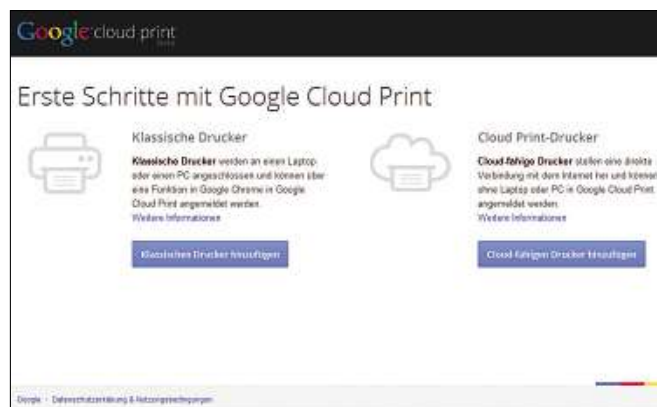 Google cloud print
beta
Erste Schritte mit Google Cloud Print
Klassische Drucker
Klassische Drucker werden an einen Laptop
oder einen PC angeschlossen und können über
eine Funktion in Google Chrome in Google
Cloud Print angemeldet werden.
Weitere Informationen
Klassischen Drucker hinzufügen
Cloud Print-Drucker
Cloud-fähige Drucker stellen eine direkte
Verbindung mit dem Internet her und können
ohne Laptop oder PC in Google Cloud Print
angemeldet werden.
Weitere Informationen
Cloud-fähigen Drucker hinzufügen
Google - Datenschutzerklärung & Nutzungsbedingungen